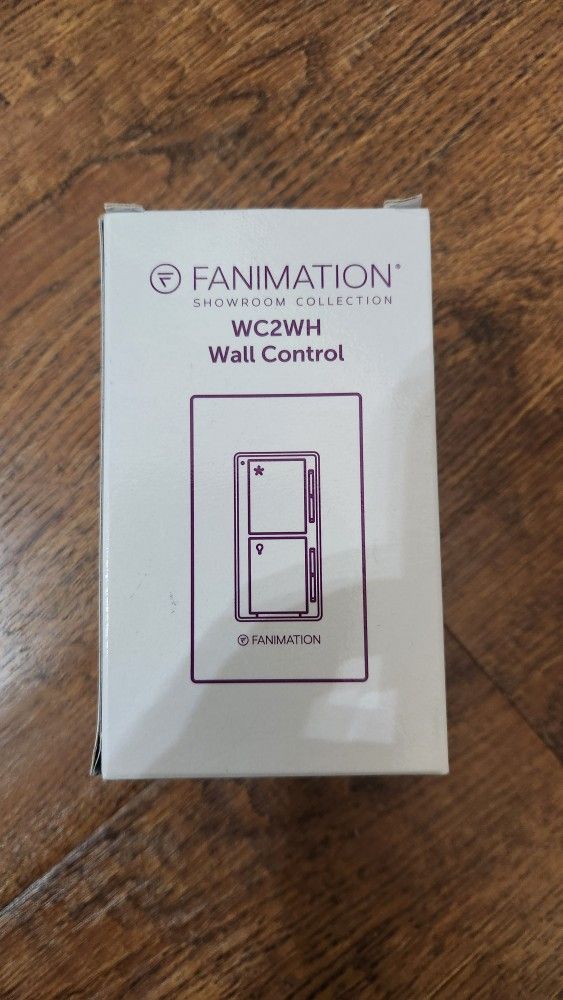 FANIMATION®
SHOWROOM COLLECTION
WC2WH
Wall Control
FANIMATION